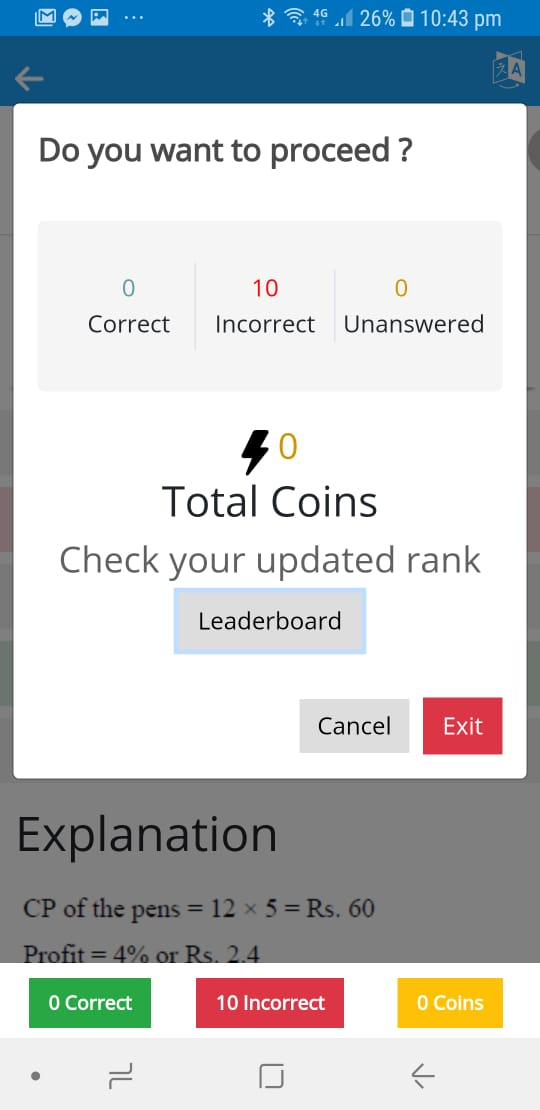 4G 26% 10:43 pm
Do you want to proceed ?
0 10 0
Correct Incorrect Unanswered
0
Total Coins
Check your updated rank
Leaderboard
Cancel Exit
Explanation
CP of the pens = 12 × 5 = Rs. 60
Profit = 4% or Rs. 2.4
0 Correct 10 Incorrect 0 Coins